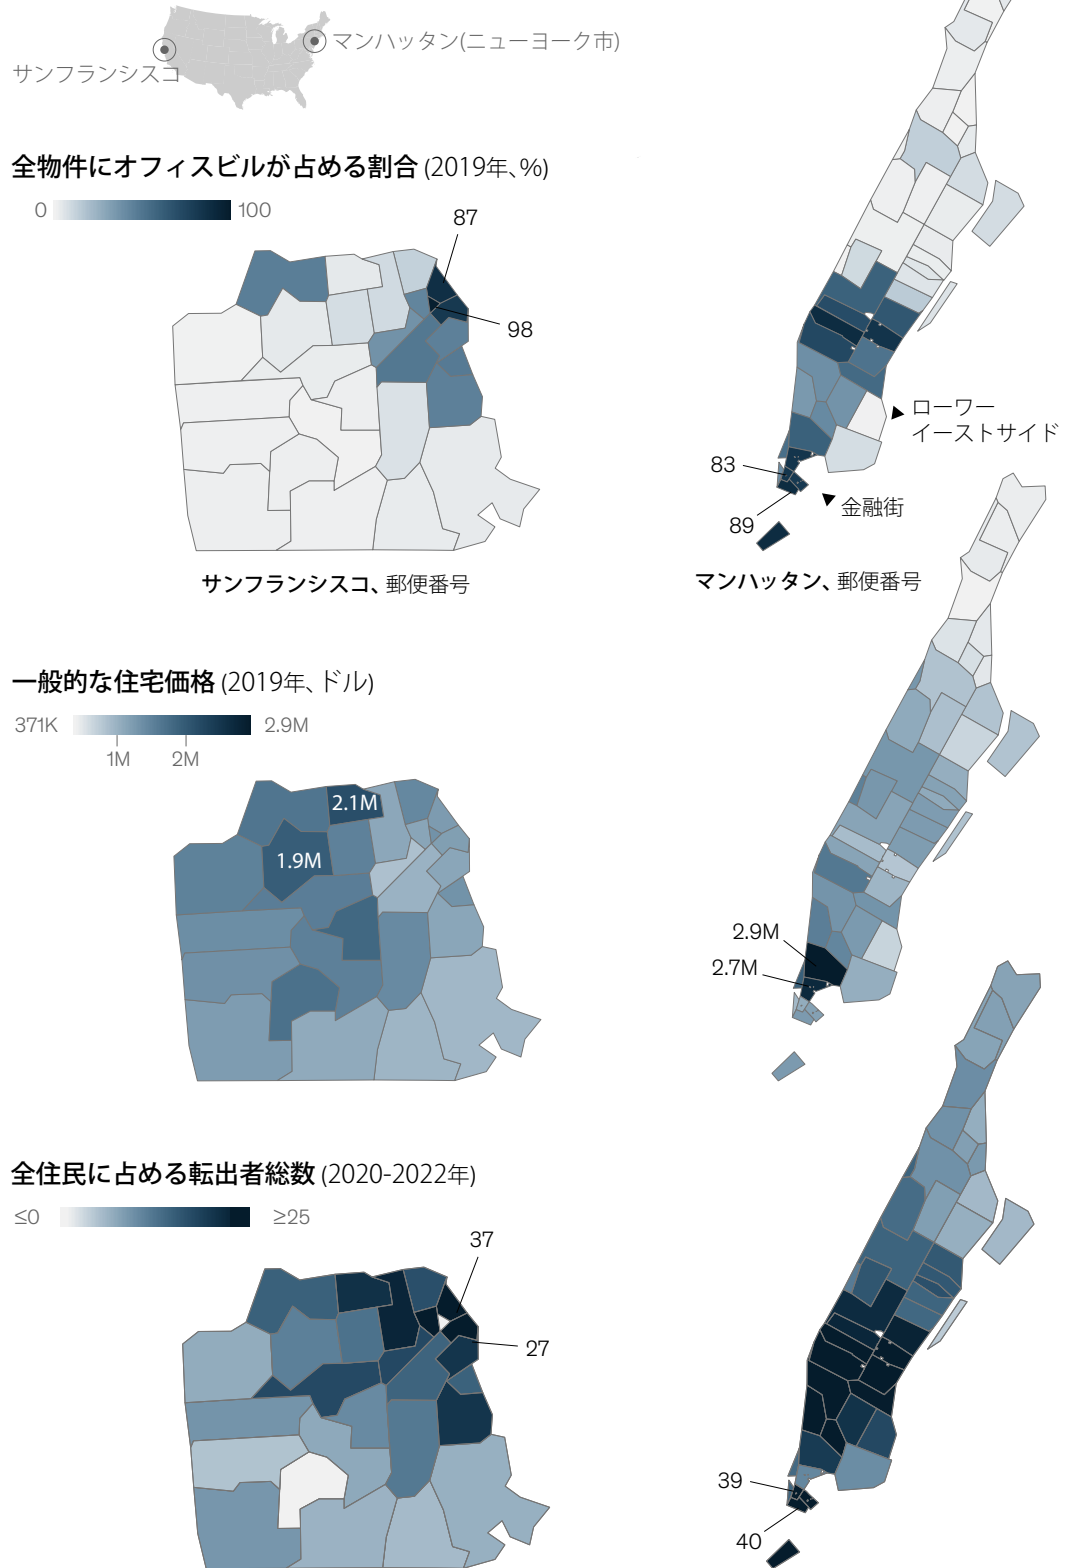 マンハッタン(ニューヨーク市)
サンフランシスコ
全物件にオフィスビルが占める割合 (2019年、%)
0 100
87
98
ローワー
イーストサイド
83
金融街
89
サンフランシスコ、郵便番号
マンハッタン、郵便番号
一般的な住宅価格 (2019年、ドル)
371K 2.9M
1M 2M
2.1M
1.9M
2.9M
2.7M
全住民に占める転出者総数 (2020-2022年)
≤0 ≥25
37
27
39
40